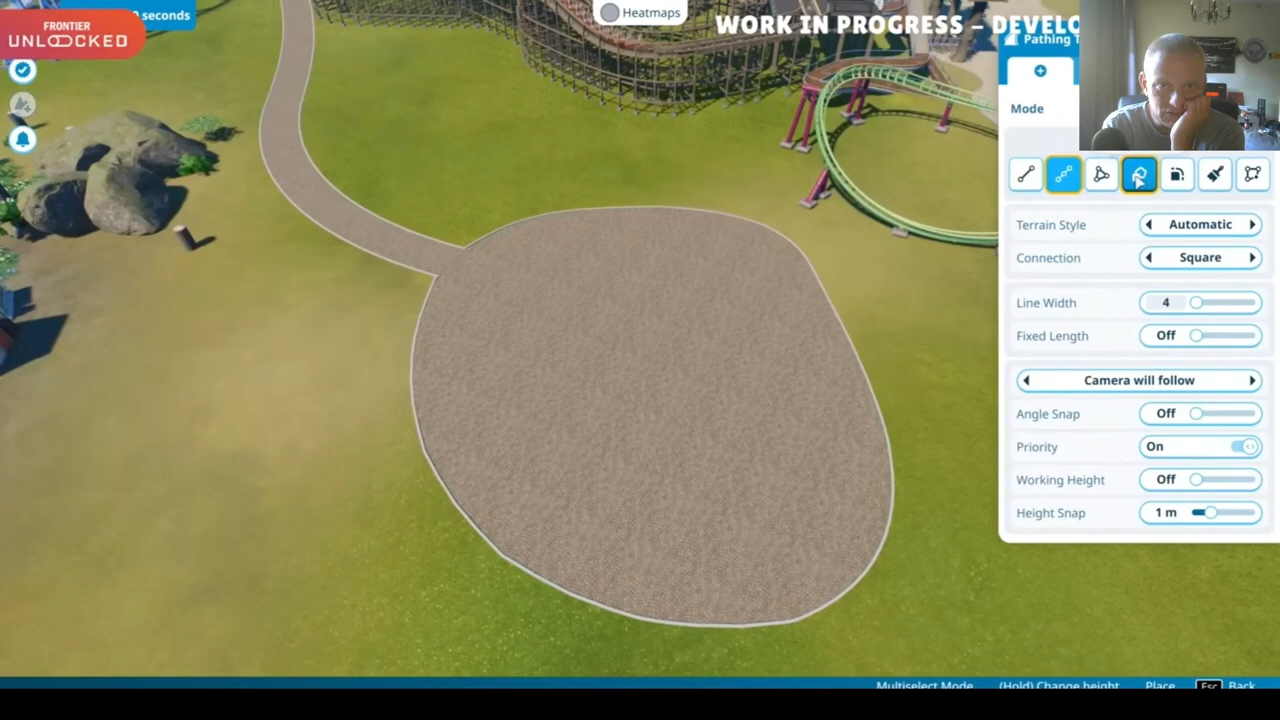 0 seconds
FRONTIER
UNLOCKED
Heatmaps
WORK IN PROGRESS – DEVELO
Pathing T
Mode
Terrain Style
Automatic
Connection
Square
Line Width
4
Fixed Length
Off
Camera will follow
Angle Snap
Off
Priority
On
Working Height
Off
Height Snap
1 m
Multiselect Mode
(Hold) Change height
Place
Esc
Back